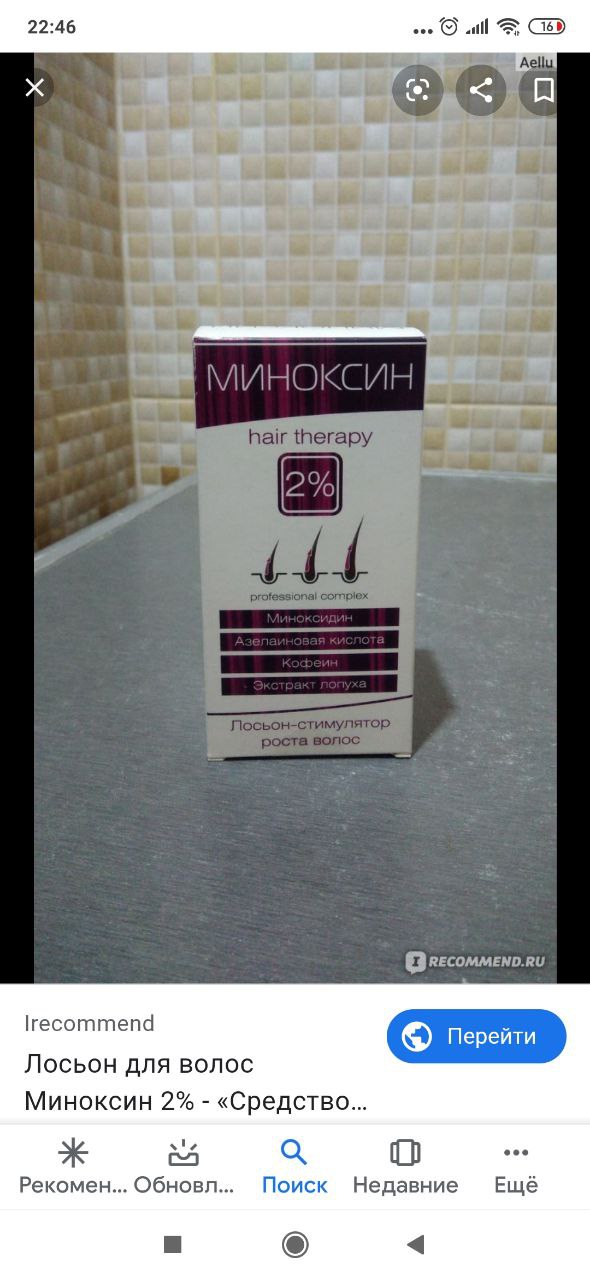 22:46
16
Aellu
МИНОКСИН
hair therapy
2%
professional complex
Миноксидин
Азелаиновая кислота
Кофеин
Экстракт лопуха
Лосьон-стимулятор
роста волос
IRECOMMEND.RU
Irecommend
Перейти
Лосьон для волос
Миноксин 2% - «Средство...
Рекомен... Обновл... Поиск Недавние Ещё